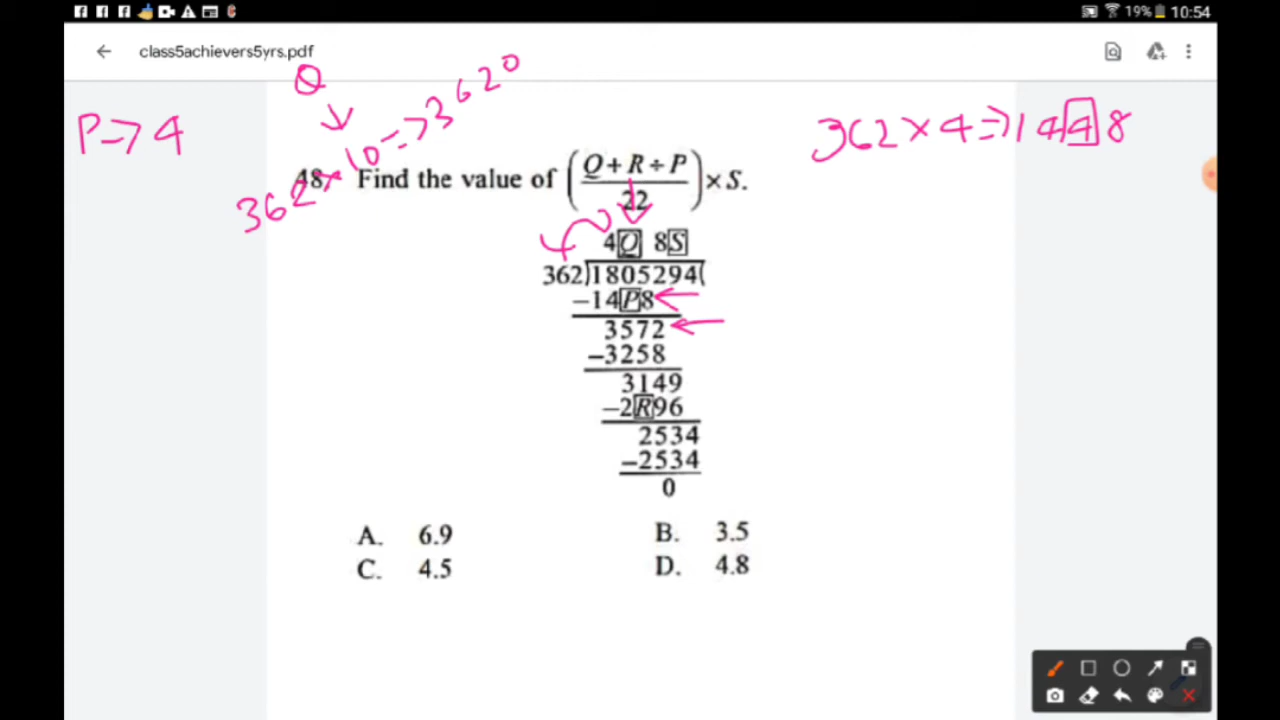 19% 10:54
class5achievers5yrs.pdf
Q
P→4
362×10=>3620
362×4=>1448
48. Find the value of (Q+R÷P/22)×S.
4Q 8S
362)1805294(
−14P8
3572
−3258
3149
−2R96
2534
−2534
0
A. 6.9
B. 3.5
C. 4.5
D. 4.8